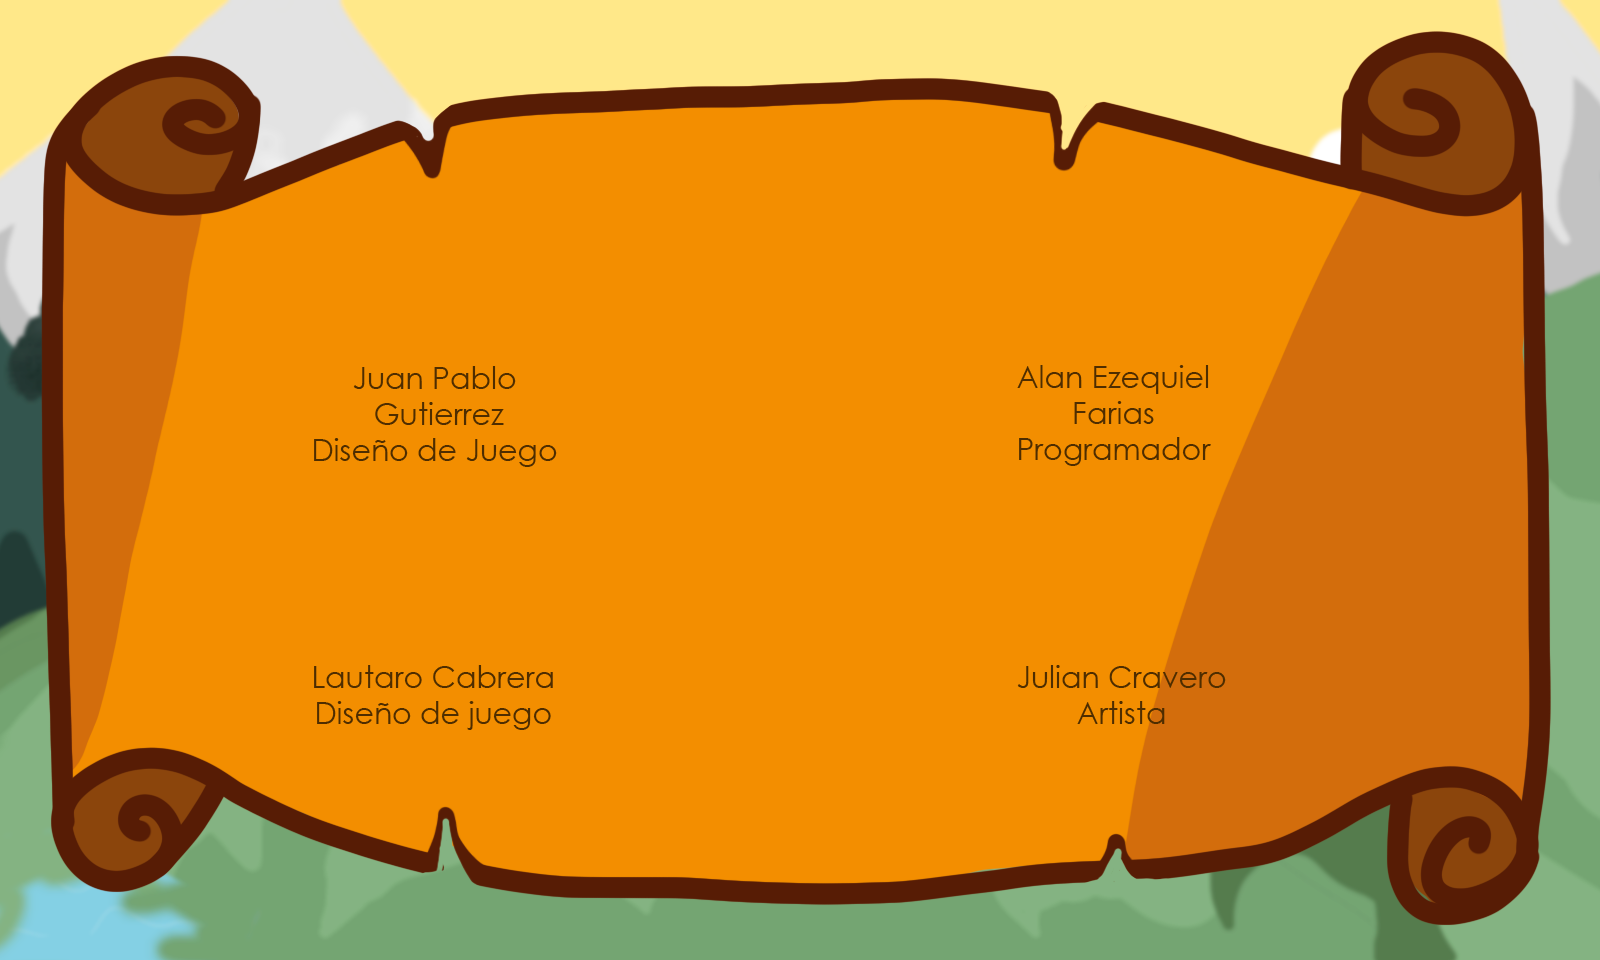 Juan Pablo
Gutierrez
Diseño de Juego
Alan Ezequiel
Farias
Programador
Lautaro Cabrera
Diseño de juego
Julian Cravero
Artista